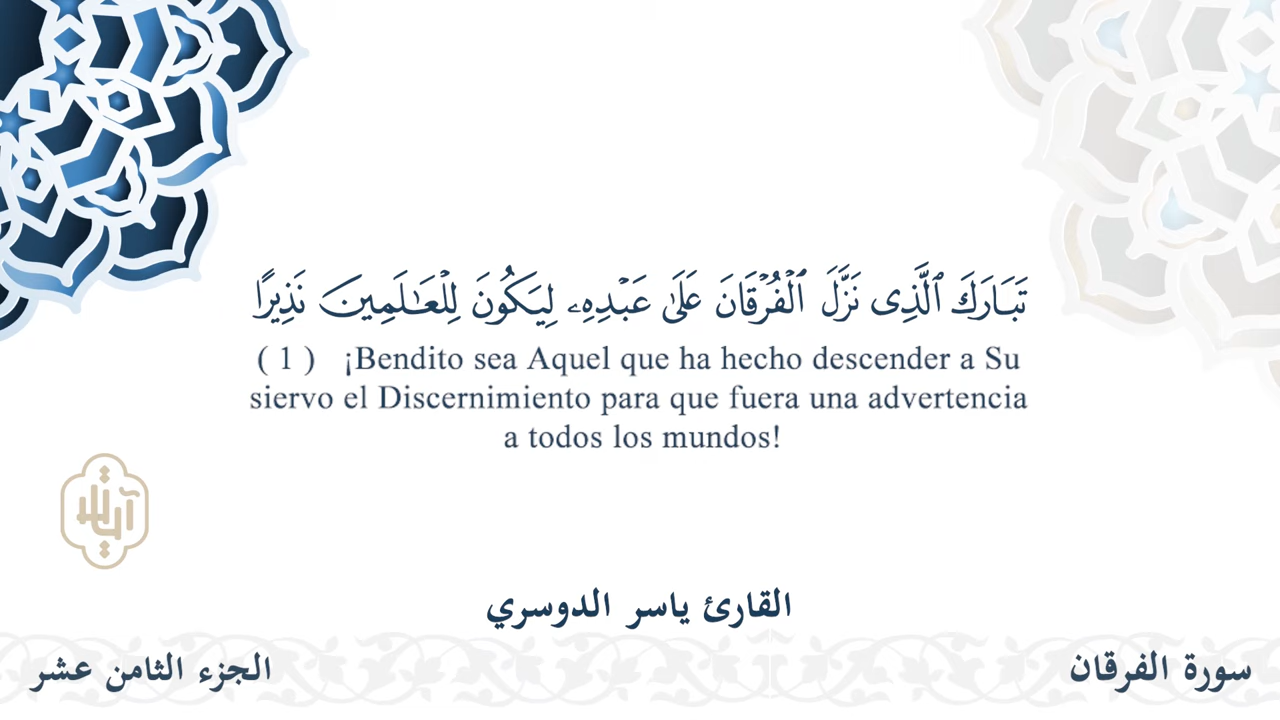 تَبَارَكَ ٱلَّذِى نَزَّلَ ٱلْفُرْقَانَ عَلَىٰ عَبْدِهِۦ لِيَكُونَ لِلْعَـٰلَمِينَ نَذِيرًا
( 1 ) ¡Bendito sea Aquel que ha hecho descender a Su
siervo el Discernimiento para que fuera una advertencia
a todos los mundos!
القارئ ياسر الدوسري
سورة الفرقان
الجزء الثامن عشر